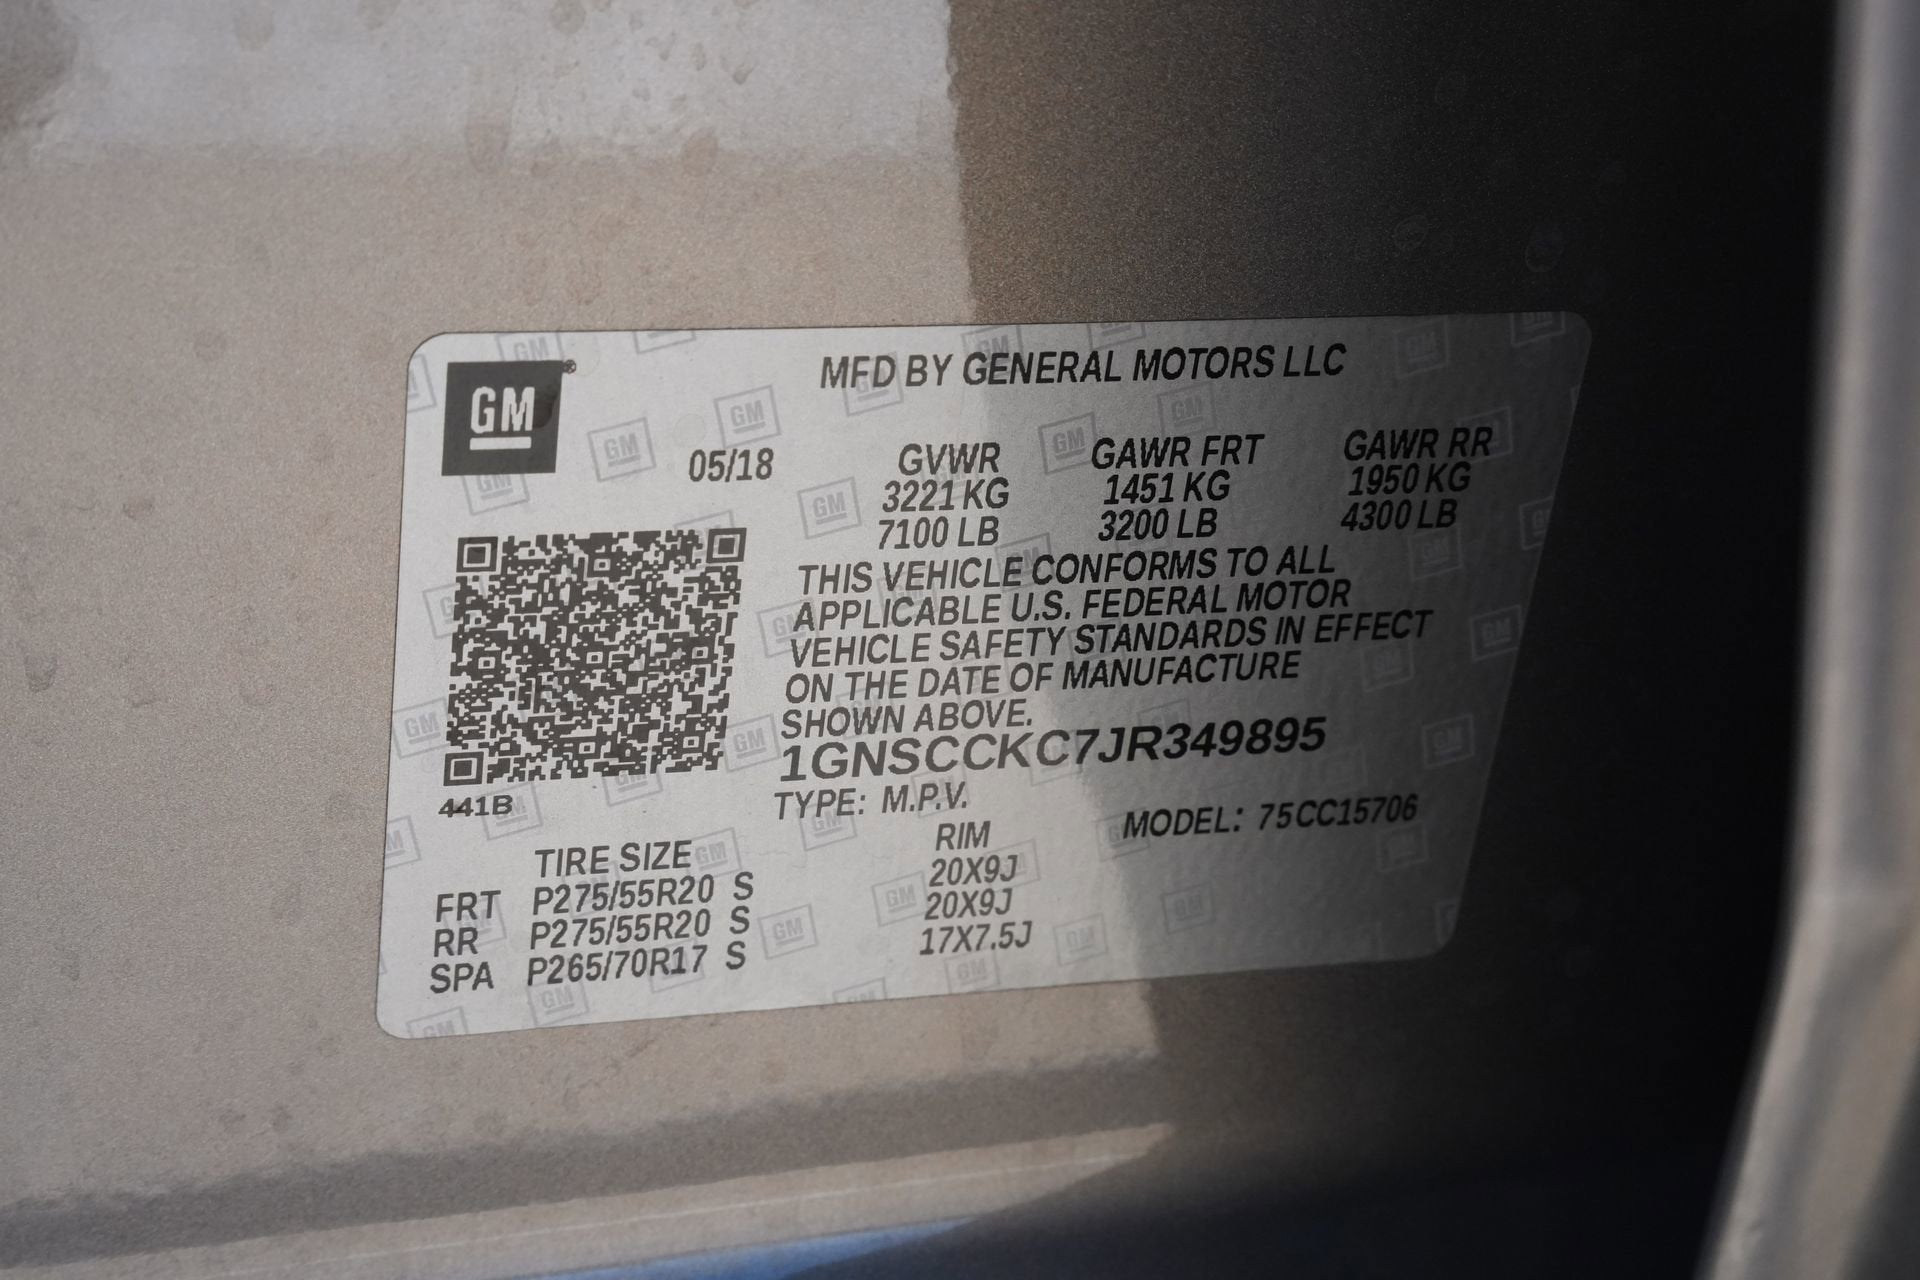 GM
MFD BY GENERAL MOTORS LLC
05/18
GVWR GAWR FRT GAWR RR
3221 KG 1451 KG 1950 KG
7100 LB 3200 LB 4300 LB
THIS VEHICLE CONFORMS TO ALL
APPLICABLE U.S. FEDERAL MOTOR
VEHICLE SAFETY STANDARDS IN EFFECT
ON THE DATE OF MANUFACTURE
SHOWN ABOVE.
1GNSCCKC7JR349895
441B
TYPE: M.P.V. MODEL: 75CC15706
TIRE SIZE RIM
FRT P275/55R20 S 20X9J
RR P275/55R20 S 20X9J
SPA P265/70R17 S 17X7.5J